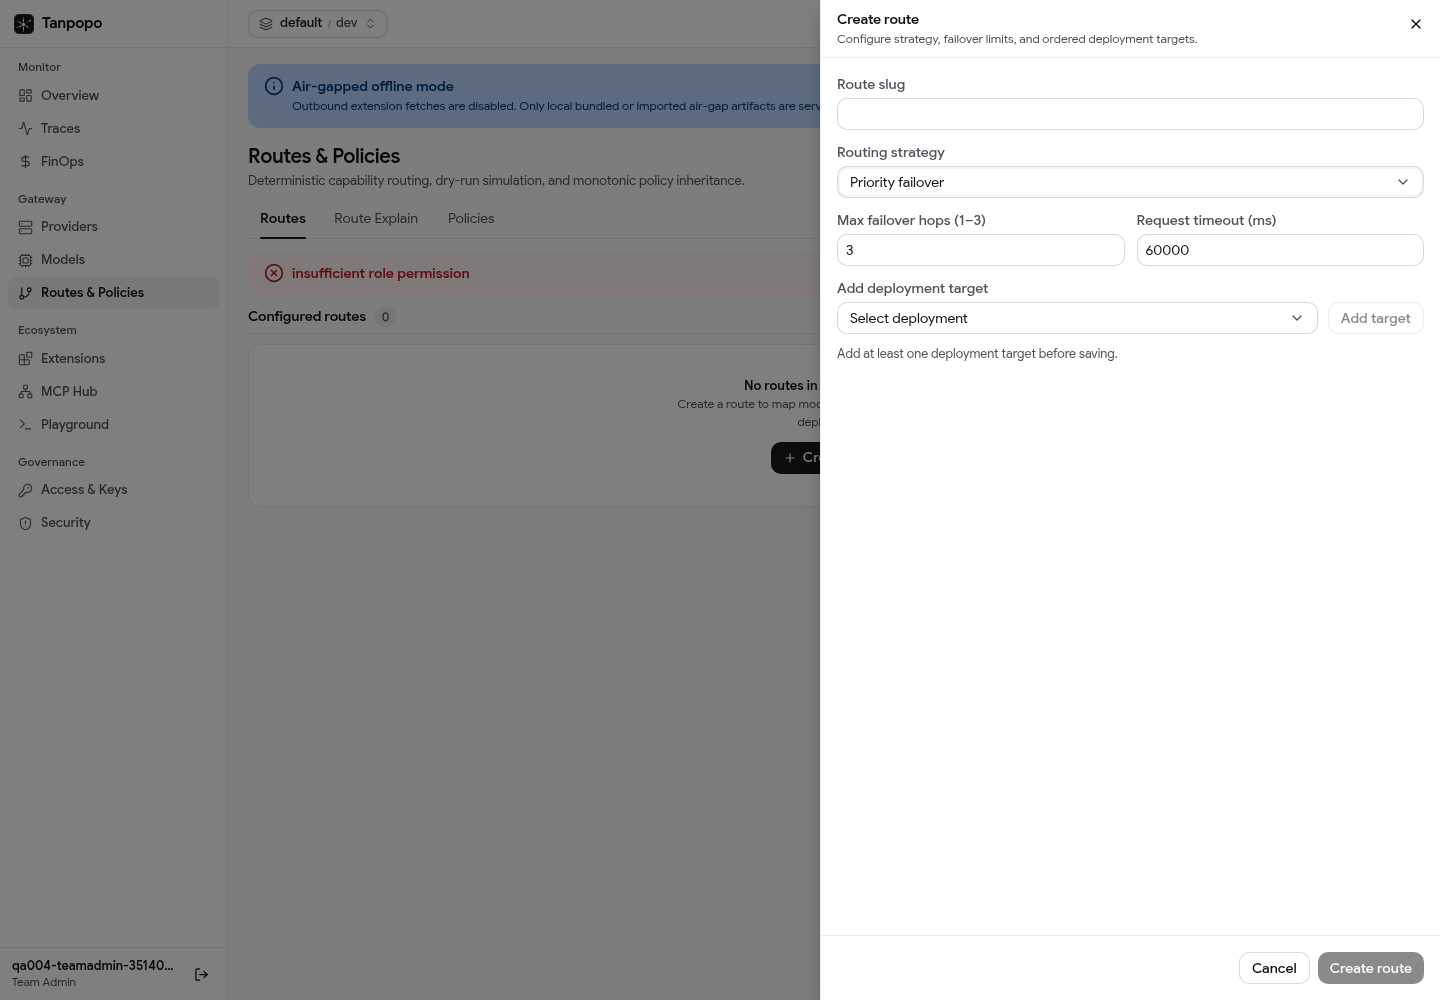 Tanpopo
Monitor
Overview
Traces
FinOps
Gateway
Providers
Models
Routes & Policies
Ecosystem
Extensions
MCP Hub
Playground
Governance
Access & Keys
Security
qa004-teamadmin-35140...
Team Admin
default / dev
Air-gapped offline mode
Outbound extension fetches are disabled. Only local bundled or imported air-gap artifacts are
Routes & Policies
Deterministic capability routing, dry-run simulation, and monotonic policy inheritance.
Routes Route Explain Policies
insufficient role permission
Configured routes 0
No routes in
Create a route to map
Create route
Configure strategy, failover limits, and ordered deployment targets.
Route slug
Routing strategy
Priority failover
Max failover hops (1–3) Request timeout (ms)
3 60000
Add deployment target
Select deployment Add target
Add at least one deployment target before saving.
Cancel Create route